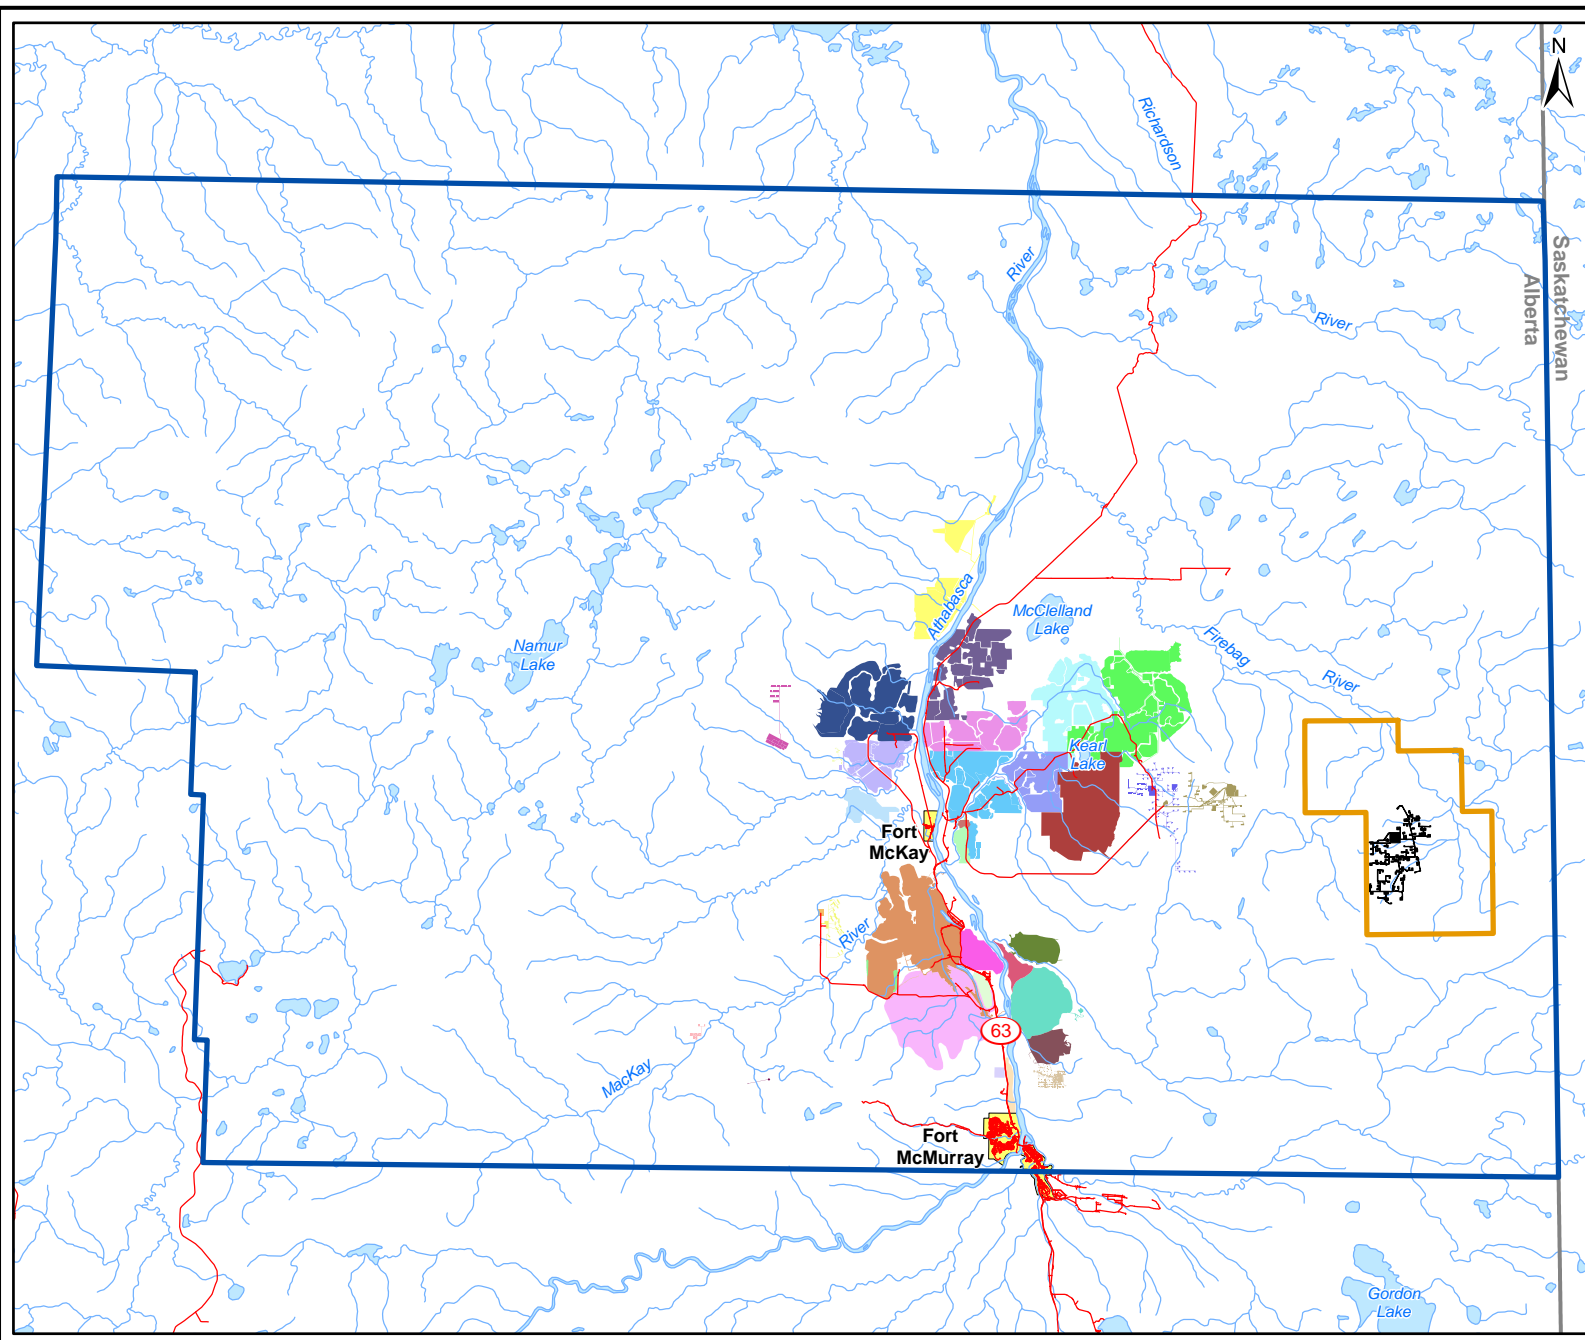 N
Richardson
River
Saskatchewan
Alberta
River
Athabasca
McClelland
Lake
Namur
Lake
Firebag
River
Kearl
Lake
Fort
McKay
River
63
MacKay
Fort
McMurray
Gordon
Lake